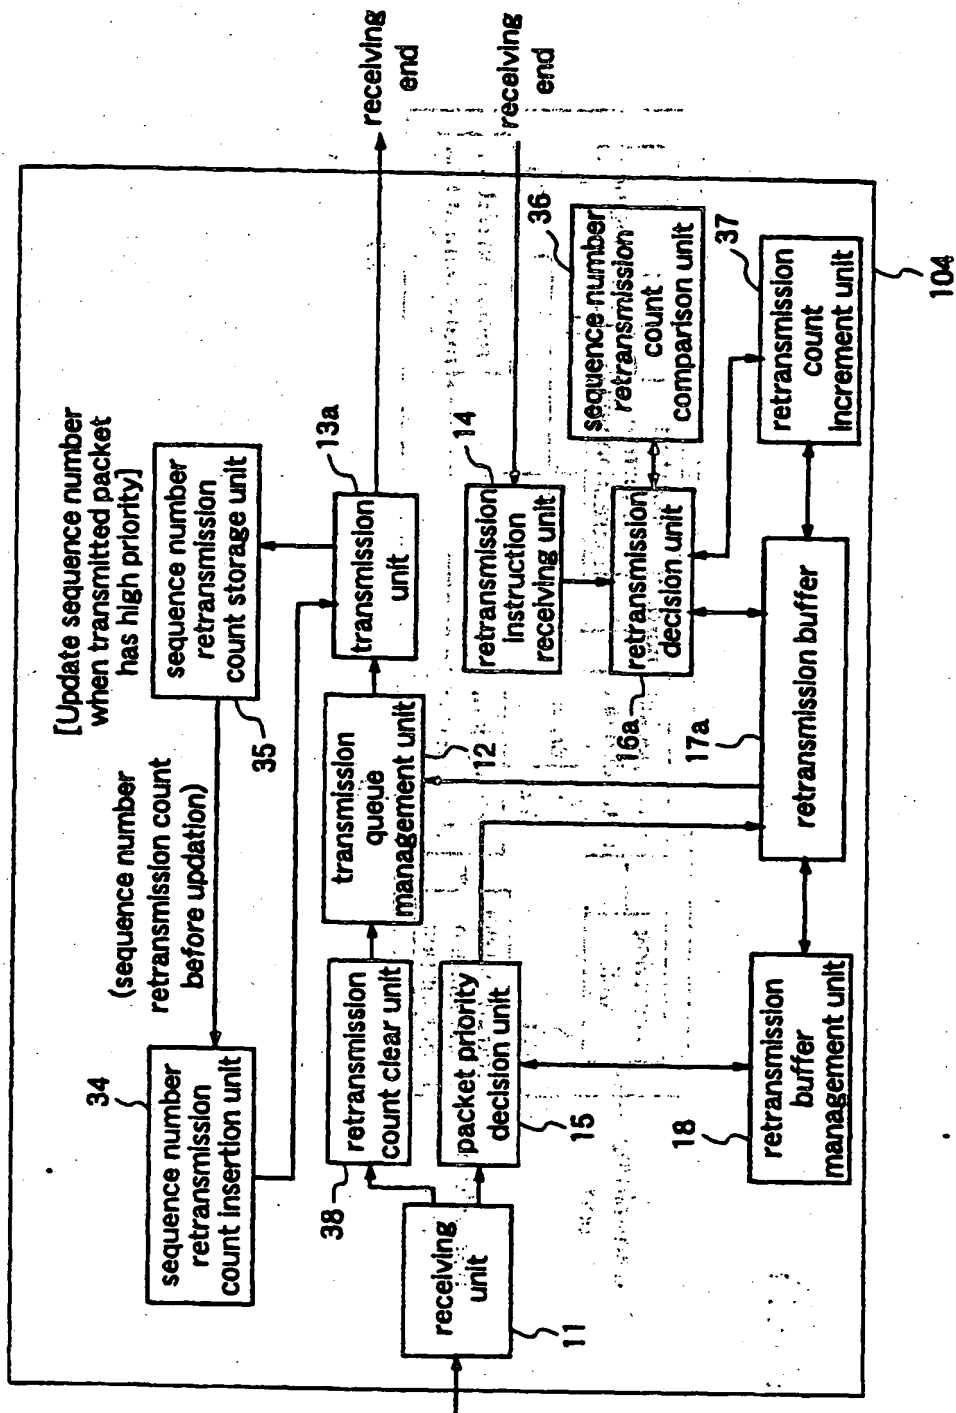 [Update sequence number
when transmitted packet
has high priority]
(sequence number
retransmission count
before updation)
34
sequence number
retransmission
count insertion unit
sequence number
retransmission
count storage unit
35
38
retransmission
count clear unit
transmission
queue
management unit
12
transmission
unit
13a
receiving
end
receiving
unit
11
packet priority
decision unit
15
retransmission
instruction
receiving unit
14
receiving
end
retransmission
decision unit
16a
sequence number
retransmission
count
comparison unit
36
retransmission
buffer
management unit
18
retransmission buffer
17a
retransmission
count
increment unit
37
104